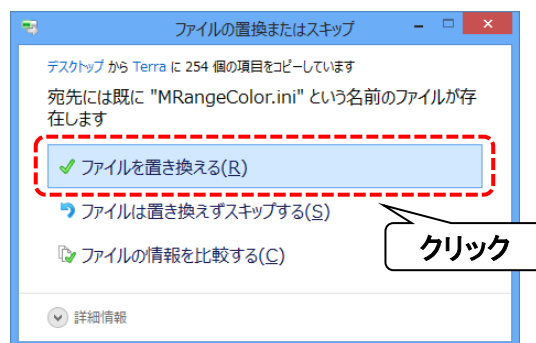 ファイルの置換またはスキップ
デスクトップ から Terra に 254 個の項目をコピーしています
宛先には既に "MRangeColor.ini" という名前のファイルが存
在します
ファイルを置き換える(R)
ファイルは置き換えずスキップする(S)
クリック
ファイルの情報を比較する(C)
詳細情報